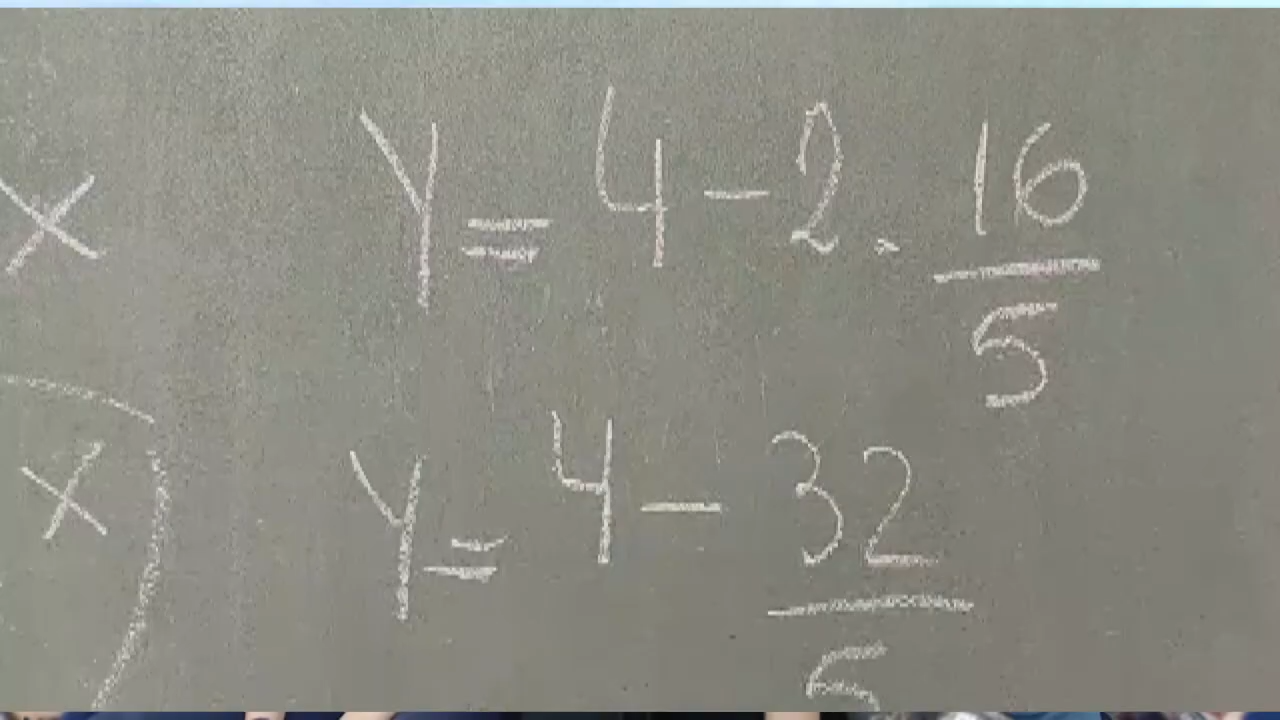 x
y = 4 - 2 . 16/5
x
y = 4 - 32/5